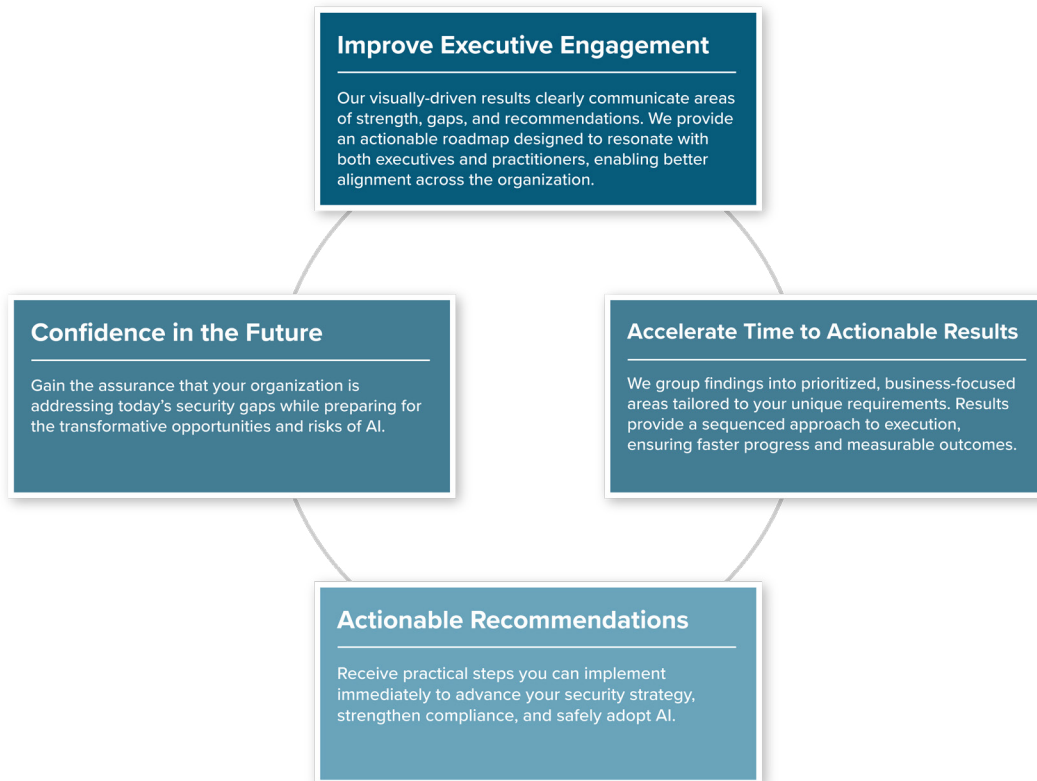 Improve Executive Engagement
Our visually-driven results clearly communicate areas
of strength, gaps, and recommendations. We provide
an actionable roadmap designed to resonate with
both executives and practitioners, enabling better
alignment across the organization.
Confidence in the Future
Gain the assurance that your organization is
addressing today’s security gaps while preparing for
the transformative opportunities and risks of AI.
Accelerate Time to Actionable Results
We group findings into prioritized, business-focused
areas tailored to your unique requirements. Results
provide a sequenced approach to execution,
ensuring faster progress and measurable outcomes.
Actionable Recommendations
Receive practical steps you can implement
immediately to advance your security strategy,
strengthen compliance, and safely adopt AI.